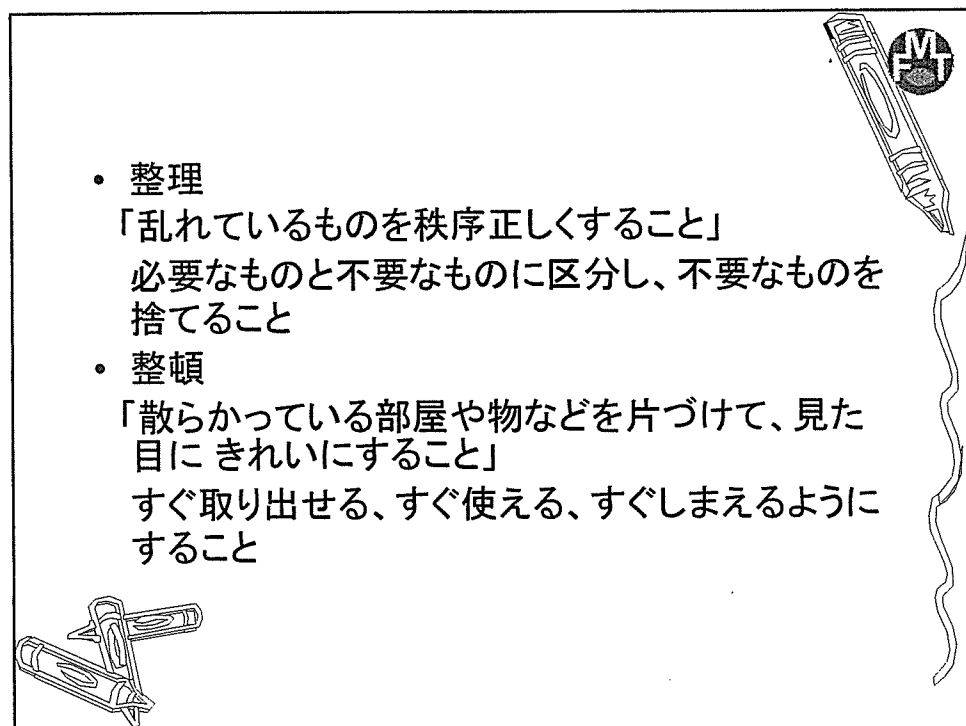 FMT
• 整理
「乱れているものを秩序正しくすること」
必要なものと不要なものに区分し、不要なものを
捨てること
• 整頓
「散らかっている部屋や物などを片づけて、見た
目に きれいにすること」
すぐ取り出せる、すぐ使える、すぐしまえるように
すること